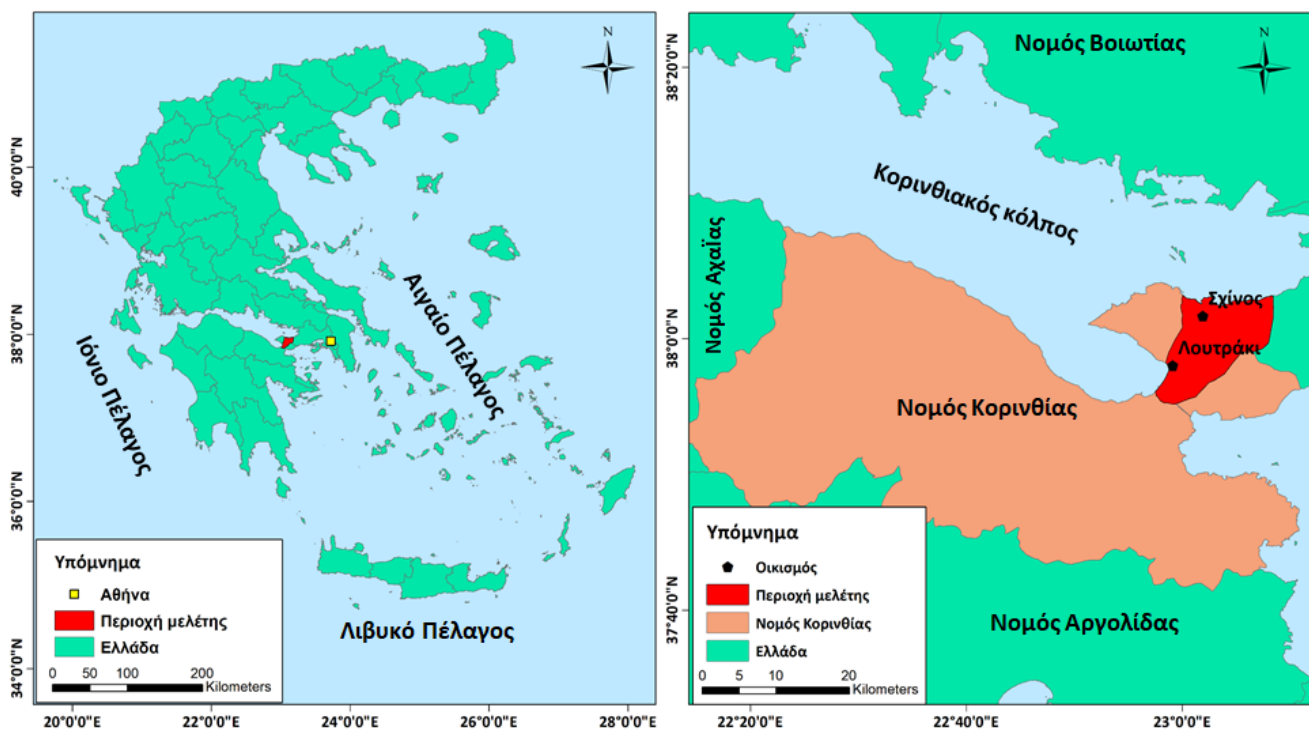 N
40°0'0"N
38°0'0"N
36°0'0"N
34°0'0"N
Αιγαίο Πέλαγος
Ιόνιο Πέλαγος
Λιβυκό Πέλαγος
Υπόμνημα
Αθήνα
Περιοχή μελέτης
Ελλάδα
0 50 100 200
Kilometers
20°0'0"E 22°0'0"E 24°0'0"E 26°0'0"E 28°0'0"E
N
38°20'0"N
38°0'0"N
37°40'0"N
Νομός Βοιωτίας
Κορινθιακός κόλπος
Νομός Αχαΐας
Σχίνος
Λουτράκι
Νομός Κορινθίας
Νομός Αργολίδας
Υπόμνημα
Οικισμός
Περιοχή μελέτης
Νομός Κορινθίας
Ελλάδα
0 5 10 20
Kilometers
22°20'0"E 22°40'0"E 23°0'0"E